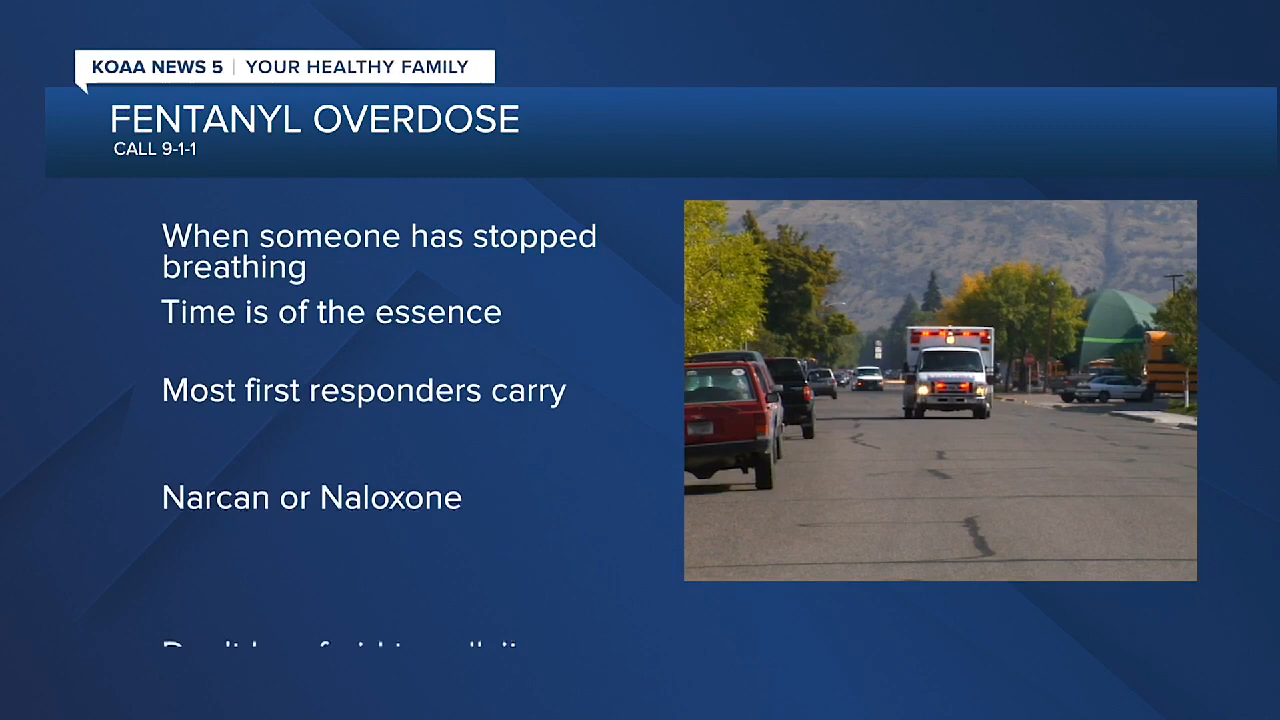 KOAA NEWS 5 | YOUR HEALTHY FAMILY
FENTANYL OVERDOSE
CALL 9-1-1
When someone has stopped
breathing
Time is of the essence
Most first responders carry
Narcan or Naloxone